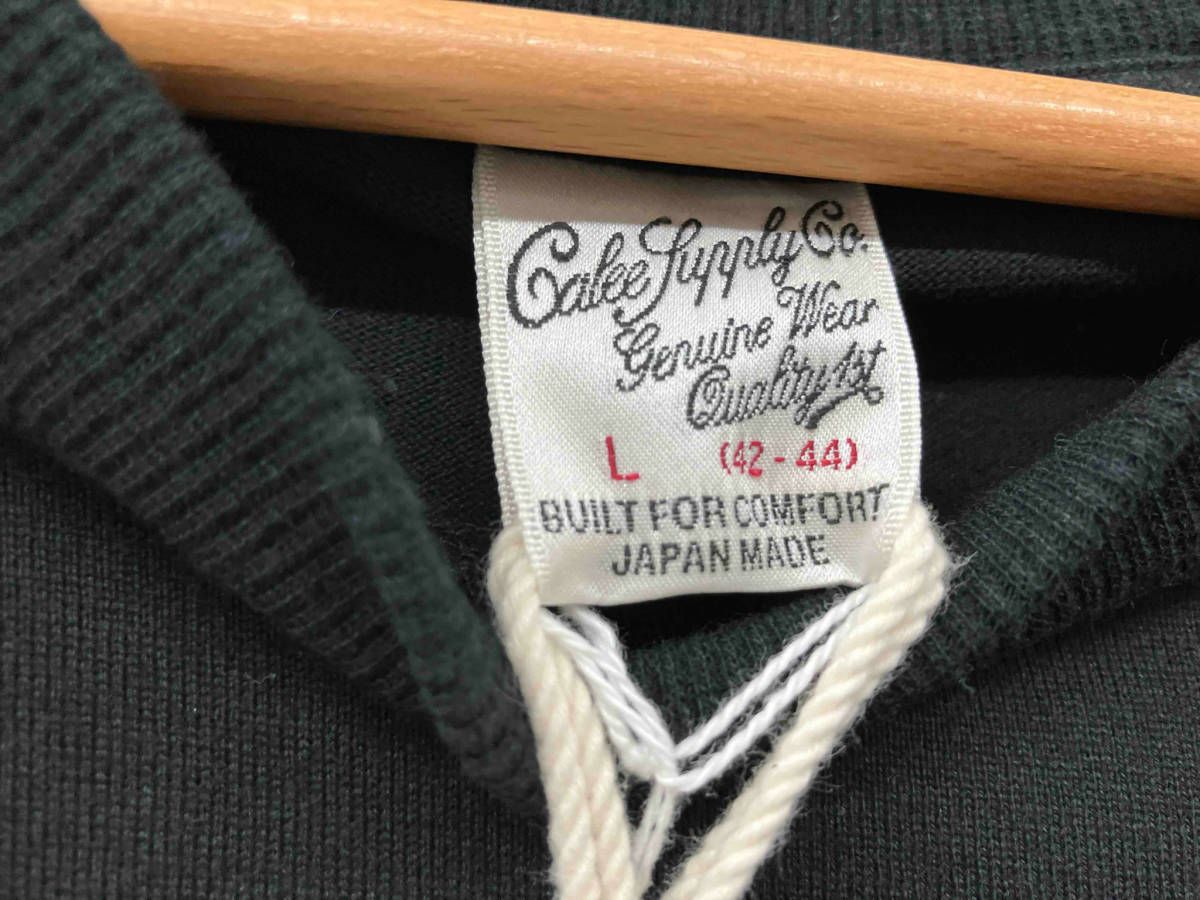 Calee Supply Co.
Genuine Wear
Quality 1st
L (42-44)
BUILT FOR COMFORT
JAPAN MADE